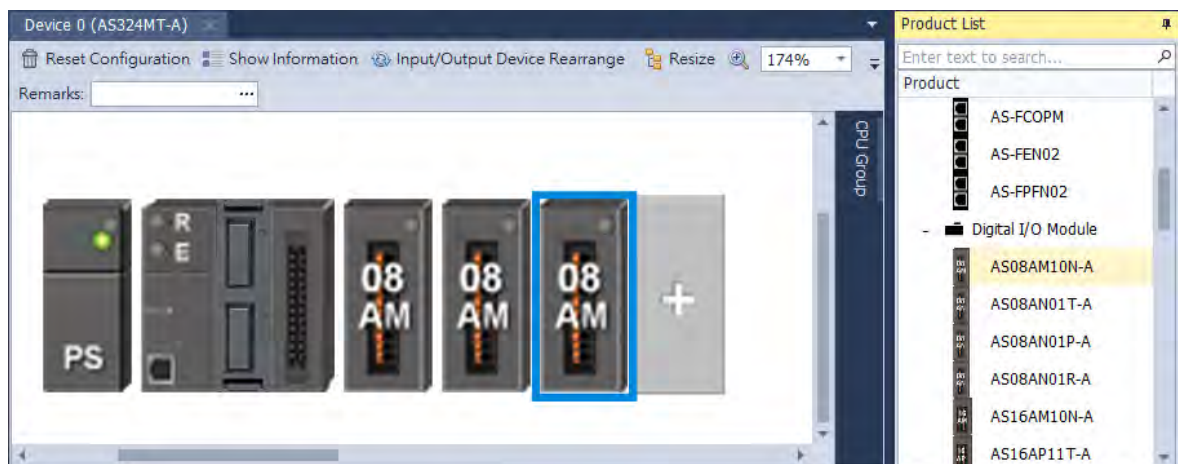 Device 0 (AS324MT-A)
Reset Configuration Show Information Input/Output Device Rearrange Resize 174%
Remarks: ...
CPU Group
PS
R
E
08
AM
08
AM
08
AM
+
Product List
Enter text to search...
Product
AS-FCOPM
AS-FEN02
AS-FPFN02
- Digital I/O Module
AS08AM10N-A
AS08AN01T-A
AS08AN01P-A
AS08AN01R-A
AS16AM10N-A
AS16AP11T-A